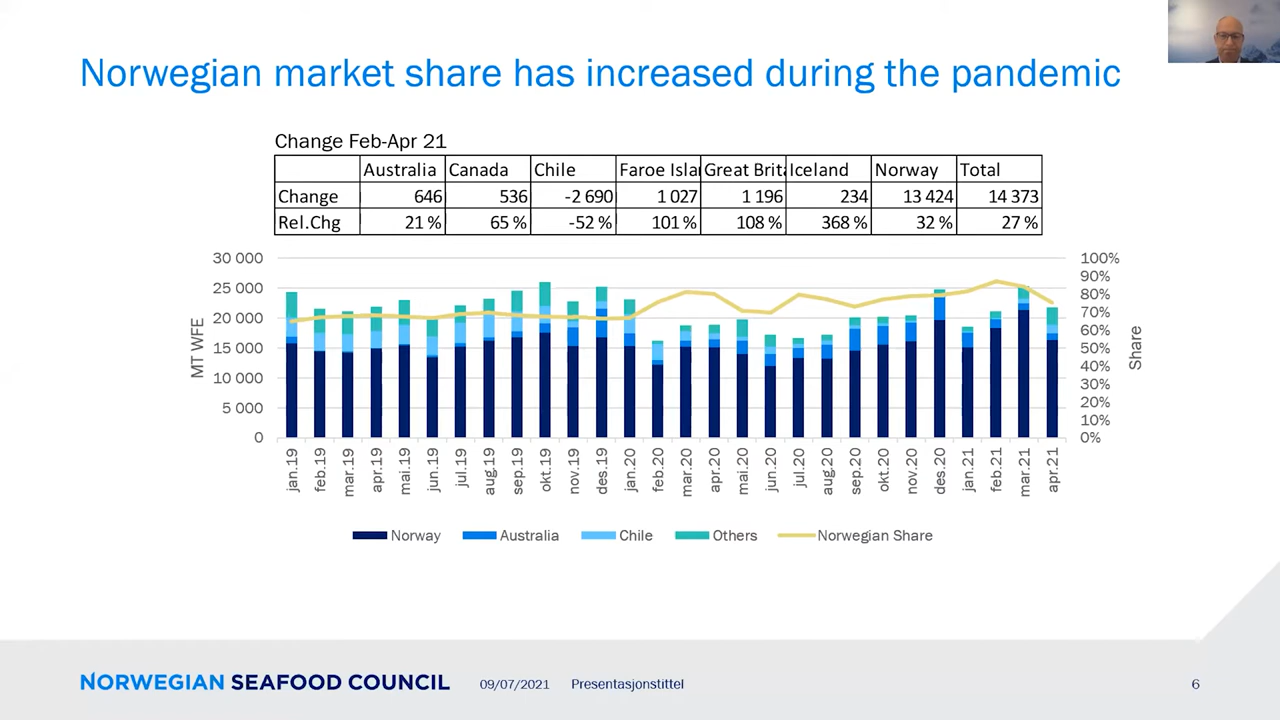 Norwegian market share has increased during the pandemic
Change Feb-Apr 21
Australia Canada Chile Faroe Isla Great Brita Iceland Norway Total
Change 646 536 -2 690 1 027 1 196 234 13 424 14 373
Rel.Chg 21 % 65 % -52 % 101 % 108 % 368 % 32 % 27 %
30 000 100%
90%
25 000 80%
20 000 70%
60%
15 000 50%
10 000 40%
30%
5 000 20%
10%
0 0%
MT WFE
Share
jan.19 feb.19 mar.19 apr.19 mai.19 jun.19 jul.19 aug.19 sep.19 okt.19 nov.19 des.19 jan.20 feb.20 mar.20 apr.20 mai.20 jun.20 jul.20 aug.20 sep.20 okt.20 nov.20 des.20 jan.21 feb.21 mar.21 apr.21
Norway Australia Chile Others Norwegian Share
NORWEGIAN SEAFOOD COUNCIL 09/07/2021 Presentasjonstittel 6